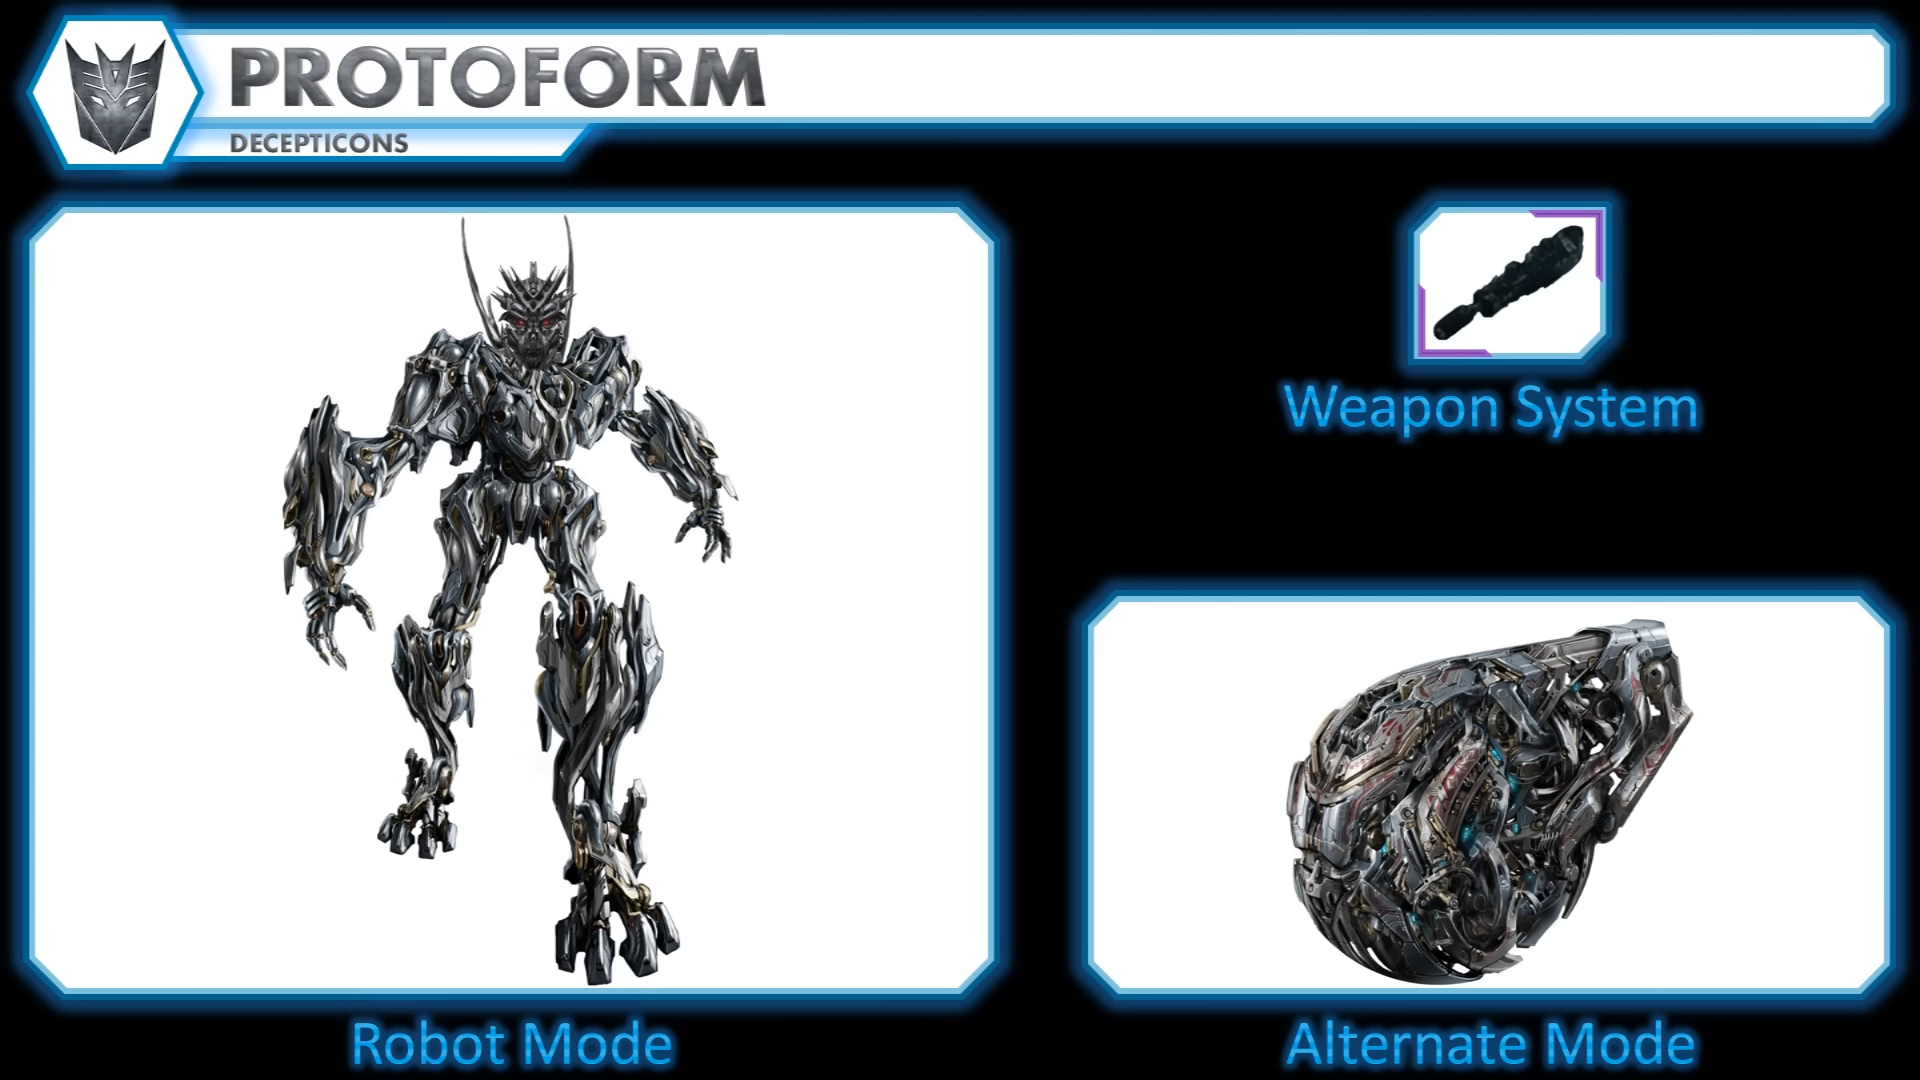 PROTOFORM
DECEPTICONS
Weapon System
Robot Mode
Alternate Mode